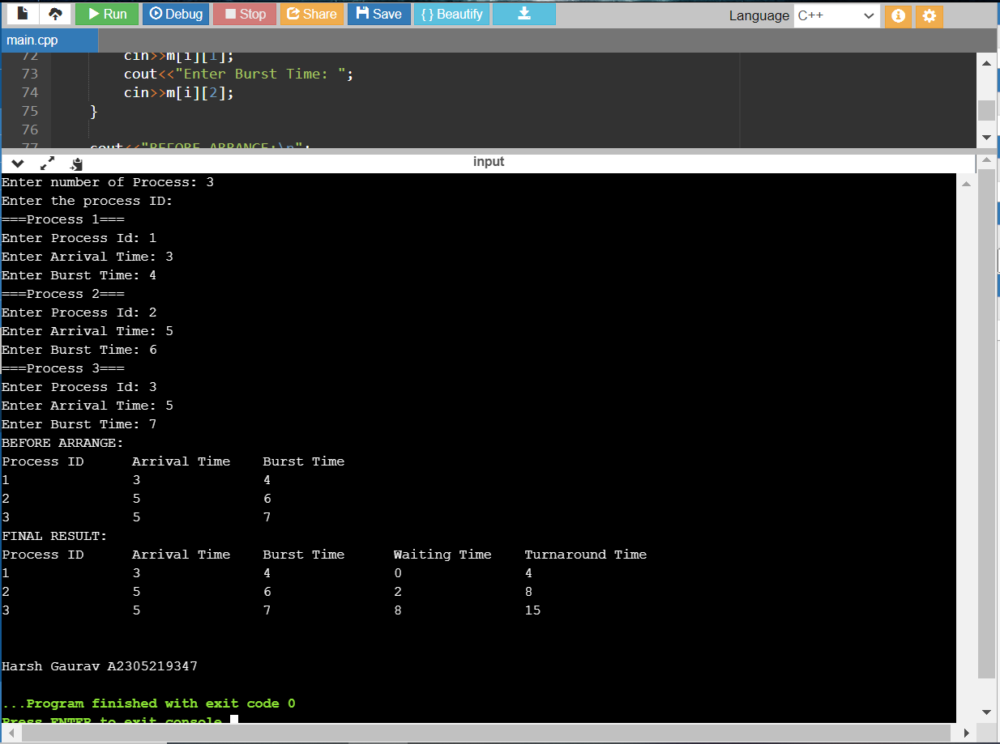 Run Debug Stop Share Save { } Beautify Language C++
main.cpp
72 cin>>m[i][1];
73 cout<<"Enter Burst Time: ";
74 cin>>m[i][2];
75 }
76
77 cout<<"BEFORE ARRANGE:\n";
input
Enter number of Process: 3
Enter the process ID:
===Process 1===
Enter Process Id: 1
Enter Arrival Time: 3
Enter Burst Time: 4
===Process 2===
Enter Process Id: 2
Enter Arrival Time: 5
Enter Burst Time: 6
===Process 3===
Enter Process Id: 3
Enter Arrival Time: 5
Enter Burst Time: 7
BEFORE ARRANGE:
Process ID Arrival Time Burst Time
1 3 4
2 5 6
3 5 7
FINAL RESULT:
Process ID Arrival Time Burst Time Waiting Time Turnaround Time
1 3 4 0 4
2 5 6 2 8
3 5 7 8 15
Harsh Gaurav A2305219347
...Program finished with exit code 0
Press ENTER to exit console.